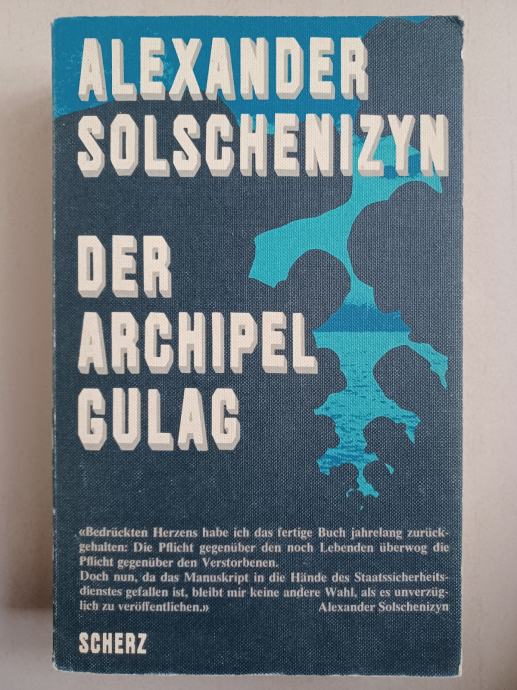 ALEXANDER
SOLSCHENIZYN
DER
ARCHIPEL
GULAG
«Bedrückten Herzens habe ich das fertige Buch jahrelang zurück-
gehalten: Die Pflicht gegenüber den noch Lebenden überwog die
Pflicht gegenüber den Verstorbenen.
Doch nun, da das Manuskript in die Hände des Staatssicherheits-
dienstes gefallen ist, bleibt mir keine andere Wahl, als es unverzüg-
lich zu veröffentlichen.» Alexander Solschenizyn
SCHERZ